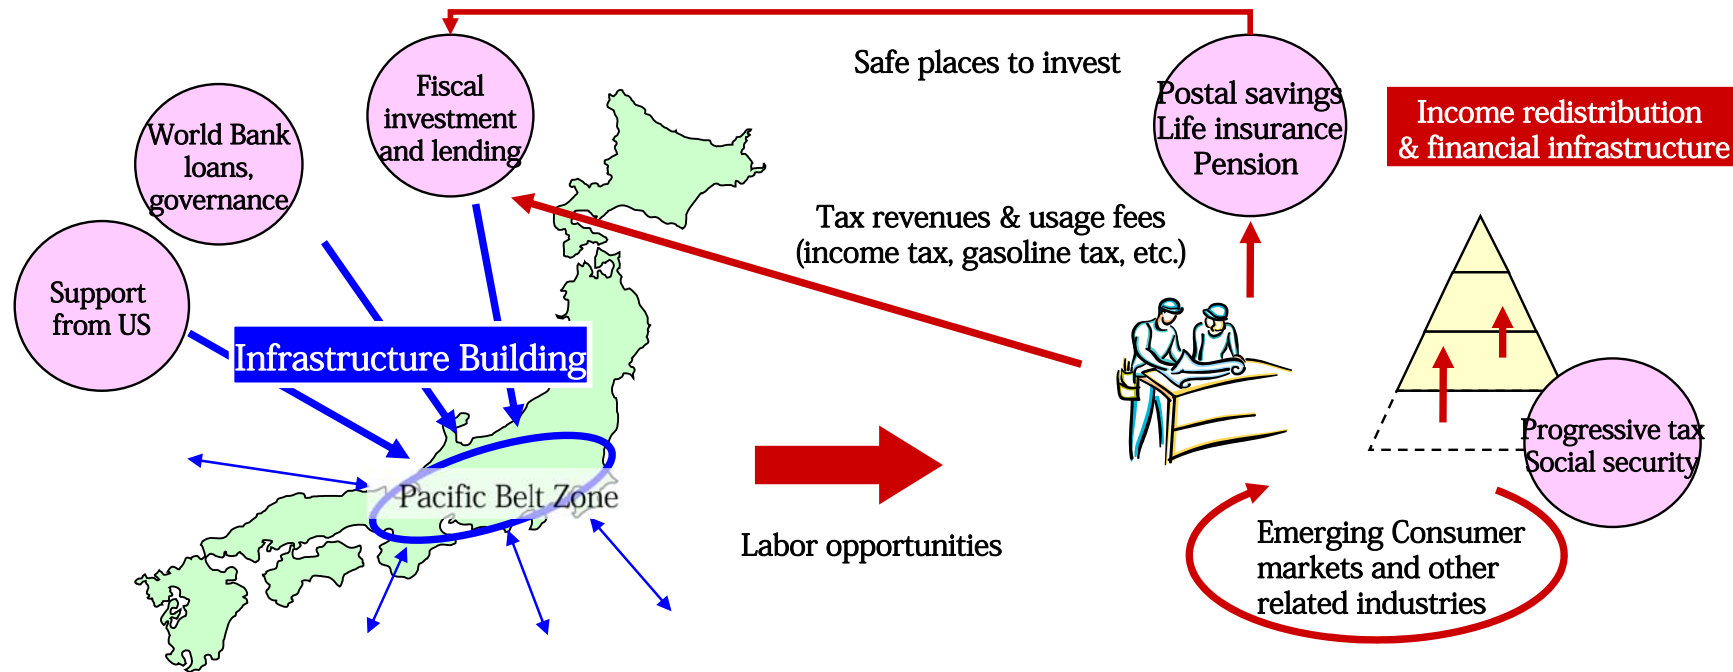 Safe places to invest
Fiscal
investment
and lending
World Bank
loans,
governance
Support
from US
Postal savings
Life insurance
Pension
Income redistribution
& financial infrastructure
Tax revenues & usage fees
(income tax, gasoline tax, etc.)
Infrastructure Building
Pacific Belt Zone
Labor opportunities
Progressive tax
Social security
Emerging Consumer
markets and other
related industries